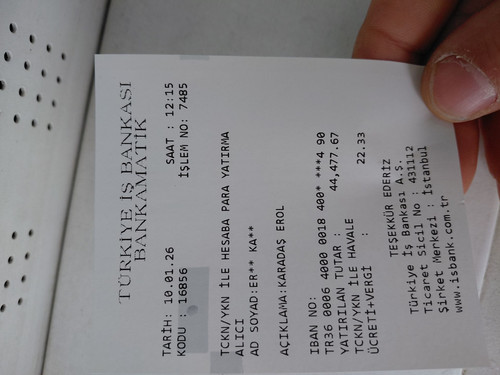 TÜRKİYE İŞ BANKASI
BANKAMATİK
TARİH: 10.01.26 SAAT : 12:15
KODU : 16856 İŞLEM NO: 7485
TCKN/YKN İLE HESABA PARA YATIRMA
ALICI
AD SOYAD:ER** KA**
AÇIKLAMA:KARADAŞ EROL
IBAN NO:
TR36 0006 4000 0018 400* ***4 90
YATIRILAN TUTAR : 44,477.67
TCKN/YKN İLE HAVALE
ÜCRETİ+VERGİ : 22.33
TEŞEKKÜR EDERİZ
Türkiye İş Bankası A.Ş.
Ticaret Sicil No : 431112
Şirket Merkezi : İstanbul
www.isbank.com.tr